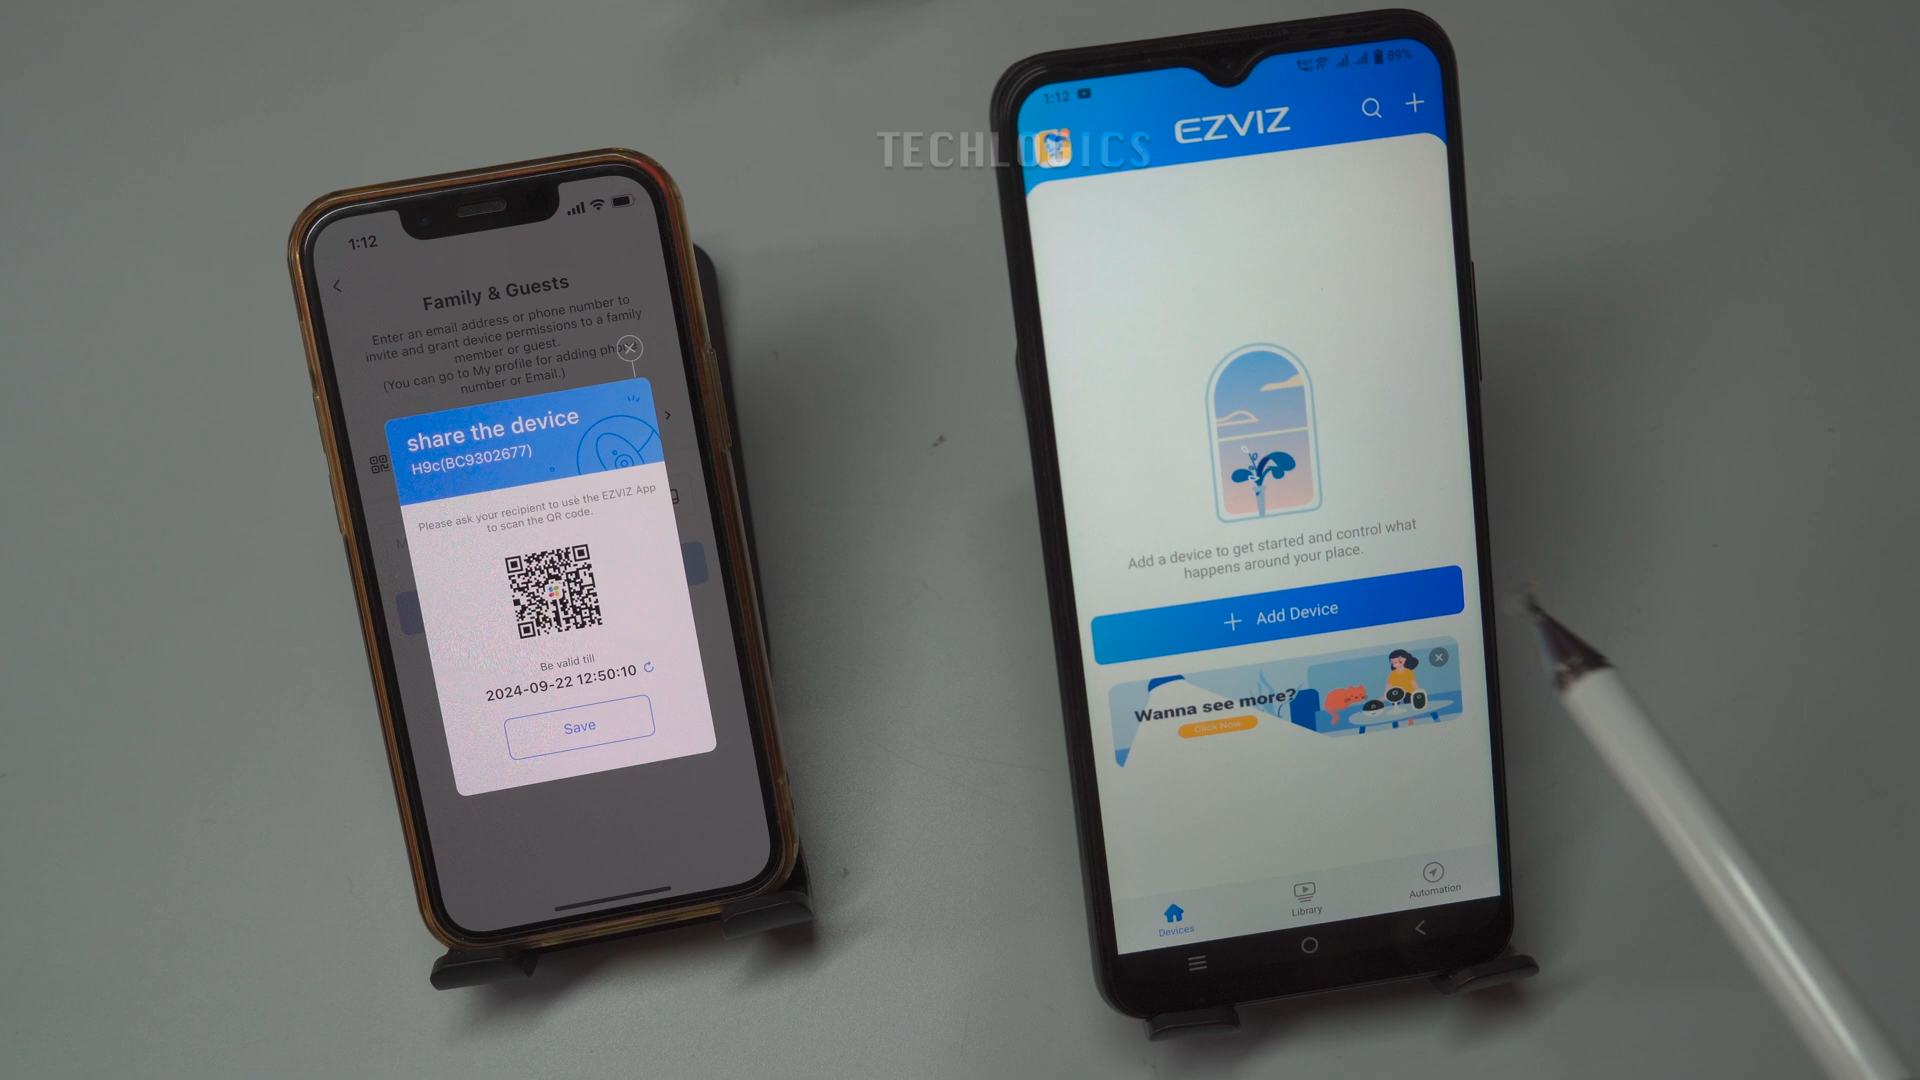 1:12
Family & Guests
Enter an email address or phone number to
invite and grant device permissions to a family
member or guest.
(You can go to My profile for adding phone
number or Email.)
share the device
H9c(BC9302677)
Please ask your recipient to use the EZVIZ App
to scan the QR code.
Be valid till
2024-09-22 12:50:10
Save
TECHLOGICS
1:12
89%
EZVIZ
Add a device to get started and control what
happens around your place.
Add Device
Wanna see more?
Click Now
Devices
Library
Automation